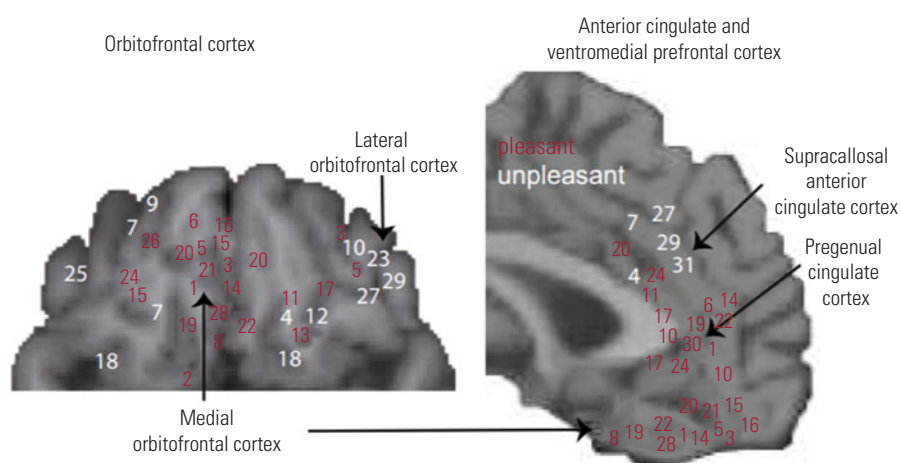 Orbitofrontal cortex
Anterior cingulate and
ventromedial prefrontal cortex
Lateral
orbitofrontal cortex
pleasant
unpleasant
Supracallosal
anterior
cingulate cortex
Pregenual
cingulate
cortex
Medial
orbitofrontal cortex
9
6 16
7 3
26 5 15 10
20 20 23
25 21 3 5
24 29
1 14 17 27
15 11
7 28 4 12
19 22
8 13
18 18
2
7 27
20 29
4 24 31
11 6 14
17 19 22
10 30 1
17 24 10
20 21 15
8 19 22 1 14 5 3 16
28